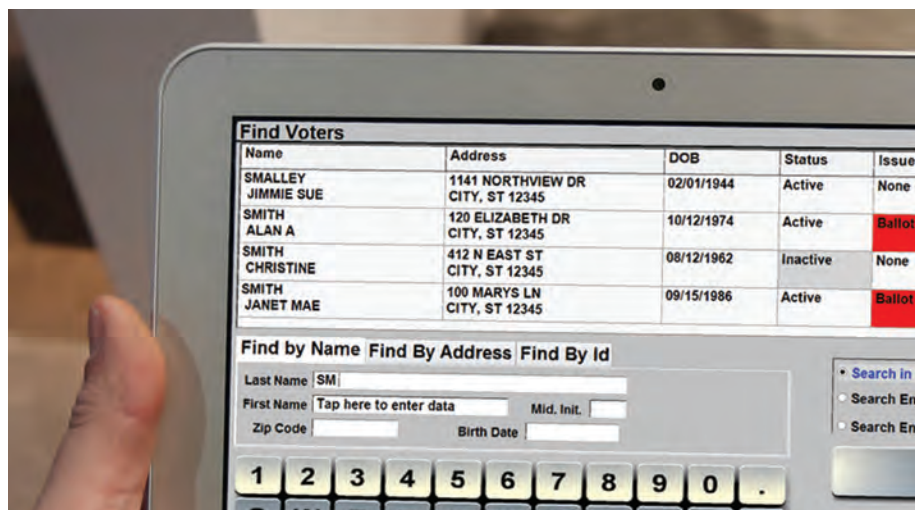 Find Voters
Name Address DOB Status Issue
SMALLEY 1141 NORTHVIEW DR 02/01/1944 Active None
JIMMIE SUE CITY, ST 12345
SMITH 120 ELIZABETH DR 10/12/1974 Active Ballot
ALAN A CITY, ST 12345
SMITH 412 N EAST ST 08/12/1962 Inactive None
CHRISTINE CITY, ST 12345
SMITH 100 MARYS LN 09/15/1986 Active Ballot
JANET MAE CITY, ST 12345
Find by Name Find By Address Find By Id
Last Name SM
First Name Tap here to enter data Mid. Init.
Zip Code Birth Date
Search in
Search En
Search En
1 2 3 4 5 6 7 8 9 0 .